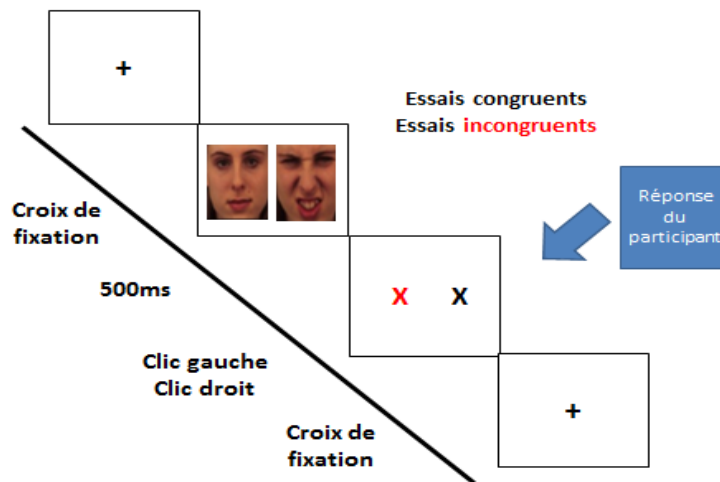 +
Essais congruents
Essais incongruents
Croix de
fixation
Réponse
du
participant
500ms
X X
Clic gauche
Clic droit
+
Croix de
fixation